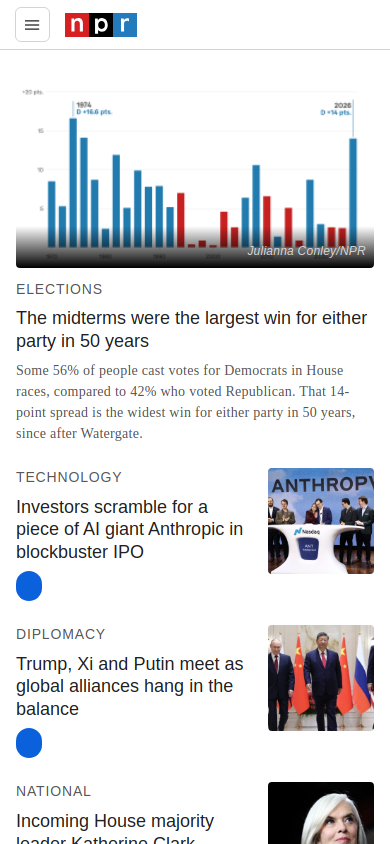 npr
+20 pts.
1974
D +16.6 pts.
2026
D +14 pts.
15
10
5
Julianna Conley/NPR
ELECTIONS
The midterms were the largest win for either
party in 50 years
Some 56% of people cast votes for Democrats in House
races, compared to 42% who voted Republican. That 14-
point spread is the widest win for either party in 50 years,
since after Watergate.
TECHNOLOGY
Investors scramble for a
piece of AI giant Anthropic in
blockbuster IPO
ANTHROP
Nasdaq
DIPLOMACY
Trump, Xi and Putin meet as
global alliances hang in the
balance
NATIONAL
Incoming House majority
leader Katherine Clark